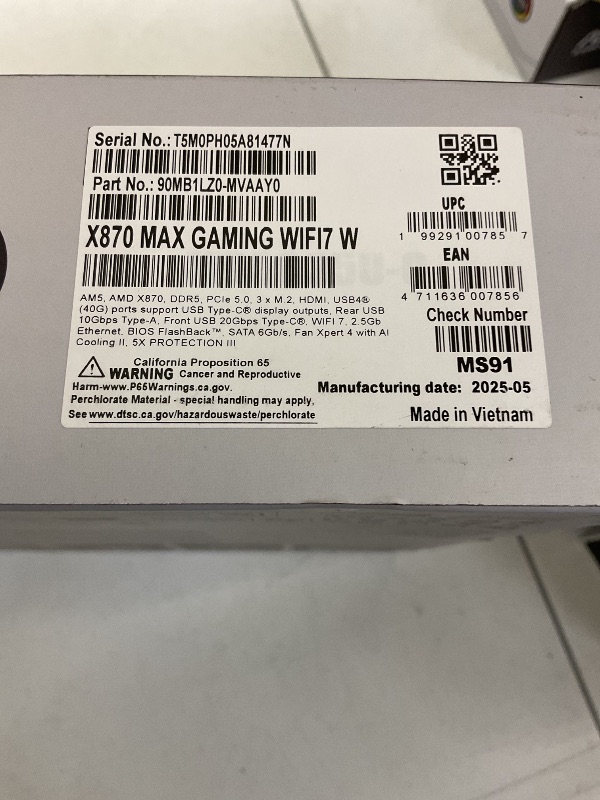 Serial No.: T5M0PH05A81477N
Part No.: 90MB1LZ0-MVAAY0
X870 MAX GAMING WIFI7 W
AM5, AMD X870, DDR5, PCIe 5.0, 3 x M.2, HDMI, USB4®
(40G) ports support USB Type-C® display outputs, Rear USB
10Gbps Type-A, Front USB 20Gbps Type-C®, WIFI 7, 2.5Gb
Ethernet, BIOS FlashBack™, SATA 6Gb/s, Fan Xpert 4 with AI
Cooling II, 5X PROTECTION III
UPC
1 99291 00785 7
EAN
4 711636 007856
Check Number
MS91
California Proposition 65
WARNING Cancer and Reproductive
Harm-www.P65Warnings.ca.gov.
Perchlorate Material - special handling may apply,
See www.dtsc.ca.gov/hazardouswaste/perchlorate
Manufacturing date: 2025-05
Made in Vietnam